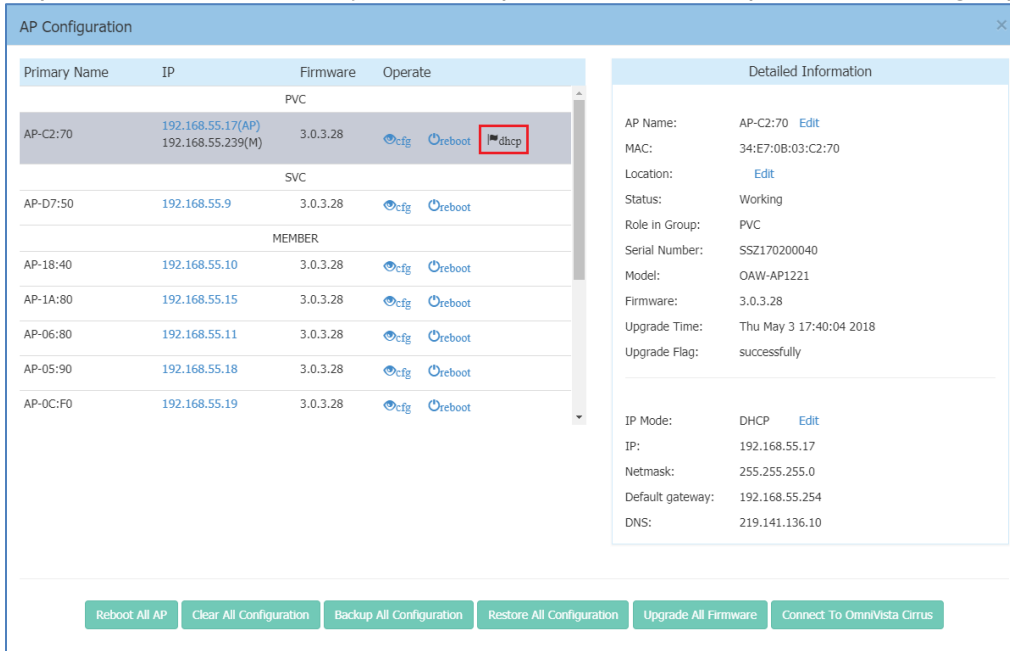 AP Configuration
Primary Name IP Firmware Operate
PVC
AP-C2:70 192.168.55.17(AP) 192.168.55.239(M) 3.0.3.28 cfg reboot dhcp
SVC
AP-D7:50 192.168.55.9 3.0.3.28 cfg reboot
MEMBER
AP-18:40 192.168.55.10 3.0.3.28 cfg reboot
AP-1A:80 192.168.55.15 3.0.3.28 cfg reboot
AP-06:80 192.168.55.11 3.0.3.28 cfg reboot
AP-05:90 192.168.55.18 3.0.3.28 cfg reboot
AP-0C:F0 192.168.55.19 3.0.3.28 cfg reboot
Detailed Information
AP Name: AP-C2:70 Edit
MAC: 34:E7:0B:03:C2:70
Location: Edit
Status: Working
Role in Group: PVC
Serial Number: SSZ170200040
Model: OAW-AP1221
Firmware: 3.0.3.28
Upgrade Time: Thu May 3 17:40:04 2018
Upgrade Flag: successfully
IP Mode: DHCP Edit
IP: 192.168.55.17
Netmask: 255.255.255.0
Default gateway: 192.168.55.254
DNS: 219.141.136.10
Reboot All AP Clear All Configuration Backup All Configuration Restore All Configuration Upgrade All Firmware Connect To OmniVista Cirrus